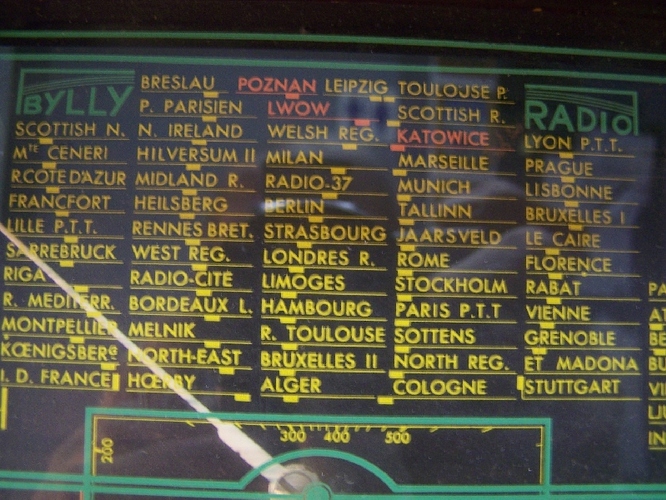 BYLLY
SCOTTISH N.
Mte CENERI
R.COTE D'AZUR
FRANCFORT
LILLE P.T.T.
SARREBRUCK
RIGA
R. MEDITERR.
MONTPELLIER
KŒNIGSBERG
I. D. FRANCE
BRESLAU
P. PARISIEN
N. IRELAND
HILVERSUM II
MIDLAND R.
HEILSBERG
RENNES BRET.
WEST REG.
RADIO-CITE
BORDEAUX L.
MELNIK
NORTH-EAST
HŒRBY
POZNAN
LWOW
WELSH REG.
MILAN
RADIO-37
BERLIN
STRASBOURG
LONDRES R.
LIMOGES
HAMBOURG
R. TOULOUSE
BRUXELLES II
ALGER
LEIPZIG
TOULOJSE P.
SCOTTISH R.
KATOWICE
MARSEILLE
MUNICH
TALLINN
JAARSVELD
ROME
STOCKHOLM
PARIS P.T.T
SOTTENS
NORTH REG.
COLOGNE
RADIO
LYON P.T.T.
PRAGUE
LISBONNE
BRUXELLES I
LE CAIRE
FLORENCE
RABAT
VIENNE
GRENOBLE
ET MADONA
STUTTGART
200
300 400 500